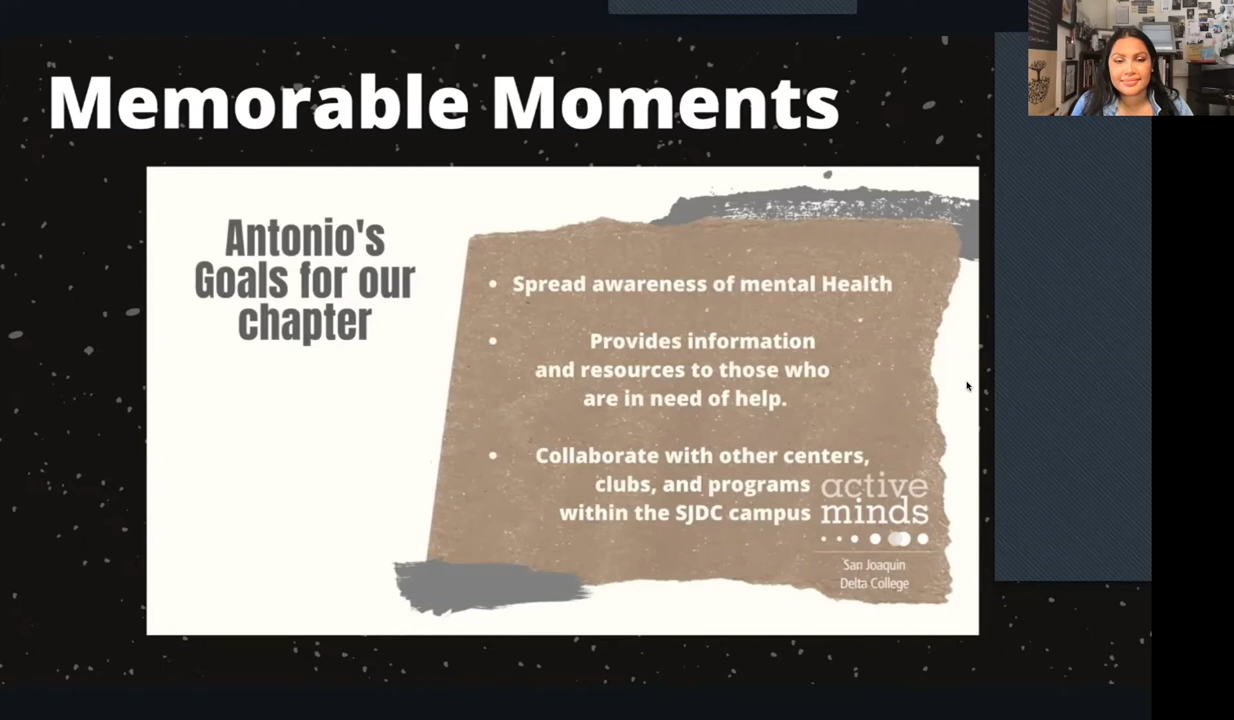 Memorable Moments
Antonio's
Goals for our
chapter
• Spread awareness of mental Health
• Provides information
and resources to those who
are in need of help.
• Collaborate with other centers,
clubs, and programs
within the SJDC campus
active
minds
San Joaquin
Delta College